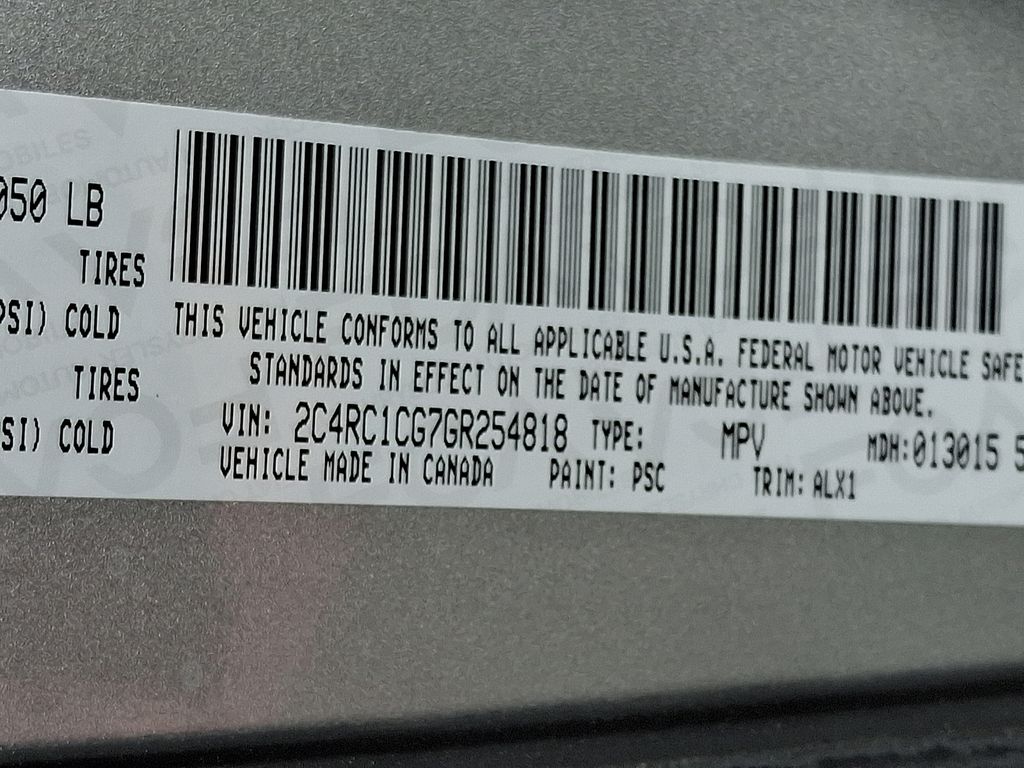 050 LB
TIRES
PSI) COLD
TIRES
SI) COLD
THIS VEHICLE CONFORMS TO ALL APPLICABLE U.S.A. FEDERAL MOTOR VEHICLE SAFE
STANDARDS IN EFFECT ON THE DATE OF MANUFACTURE SHOWN ABOVE.
VIN: 2C4RC1CG7GR254818 TYPE: MPV MDH:013015 5
VEHICLE MADE IN CANADA PAINT: PSC TRIM: ALX1